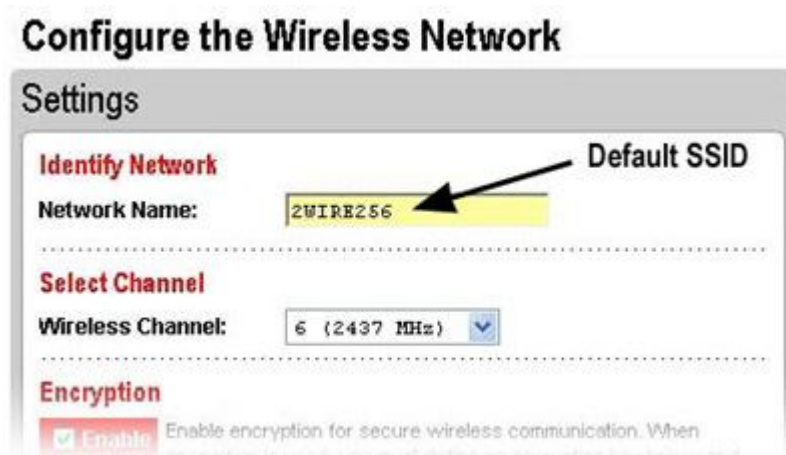 Configure the Wireless Network
Settings
Identify Network
Default SSID
Network Name: 2WIRE256
Select Channel
Wireless Channel: 6 (2437 MHz)
Encryption
Enable Enable encryption for secure wireless communication. When